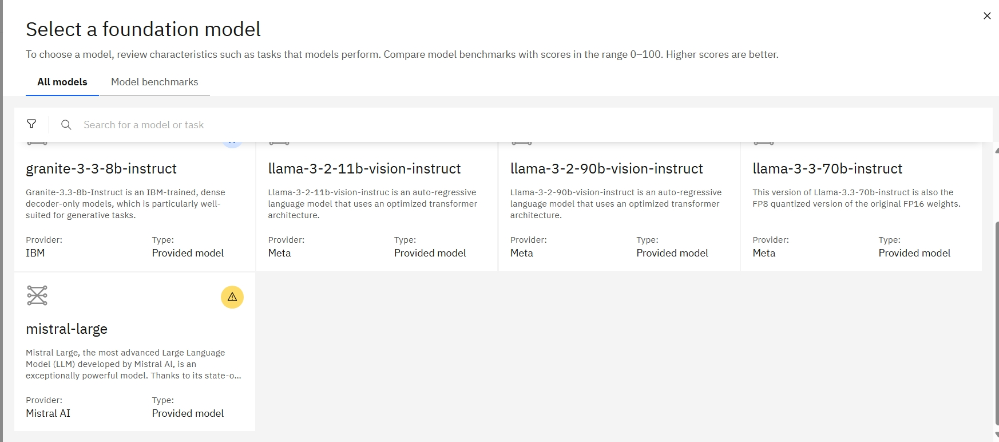 Select a foundation model
To choose a model, review characteristics such as tasks that models perform. Compare model benchmarks with scores in the range 0–100. Higher scores are better.
All models
Model benchmarks
Search for a model or task
granite-3-3-8b-instruct
Granite-3.3-8b-Instruct is an IBM-trained, dense
decoder-only models, which is particularly well-
suited for generative tasks.
Provider:
IBM
Type:
Provided model
llama-3-2-11b-vision-instruct
Llama-3-2-11b-vision-instruc is an auto-regressive
language model that uses an optimized transformer
architecture.
Provider:
Meta
Type:
Provided model
llama-3-2-90b-vision-instruct
Llama-3-2-90b-vision-instruct is an auto-regressive
language model that uses an optimized transformer
architecture.
Provider:
Meta
Type:
Provided model
llama-3-3-70b-instruct
This version of Llama-3.3-70b-instruct is also the
FP8 quantized version of the original FP16 weights.
Provider:
Meta
Type:
Provided model
mistral-large
Mistral Large, the most advanced Large Language
Model (LLM) developed by Mistral Al, is an
exceptionally powerful model. Thanks to its state-o...
Provider:
Mistral AI
Type:
Provided model